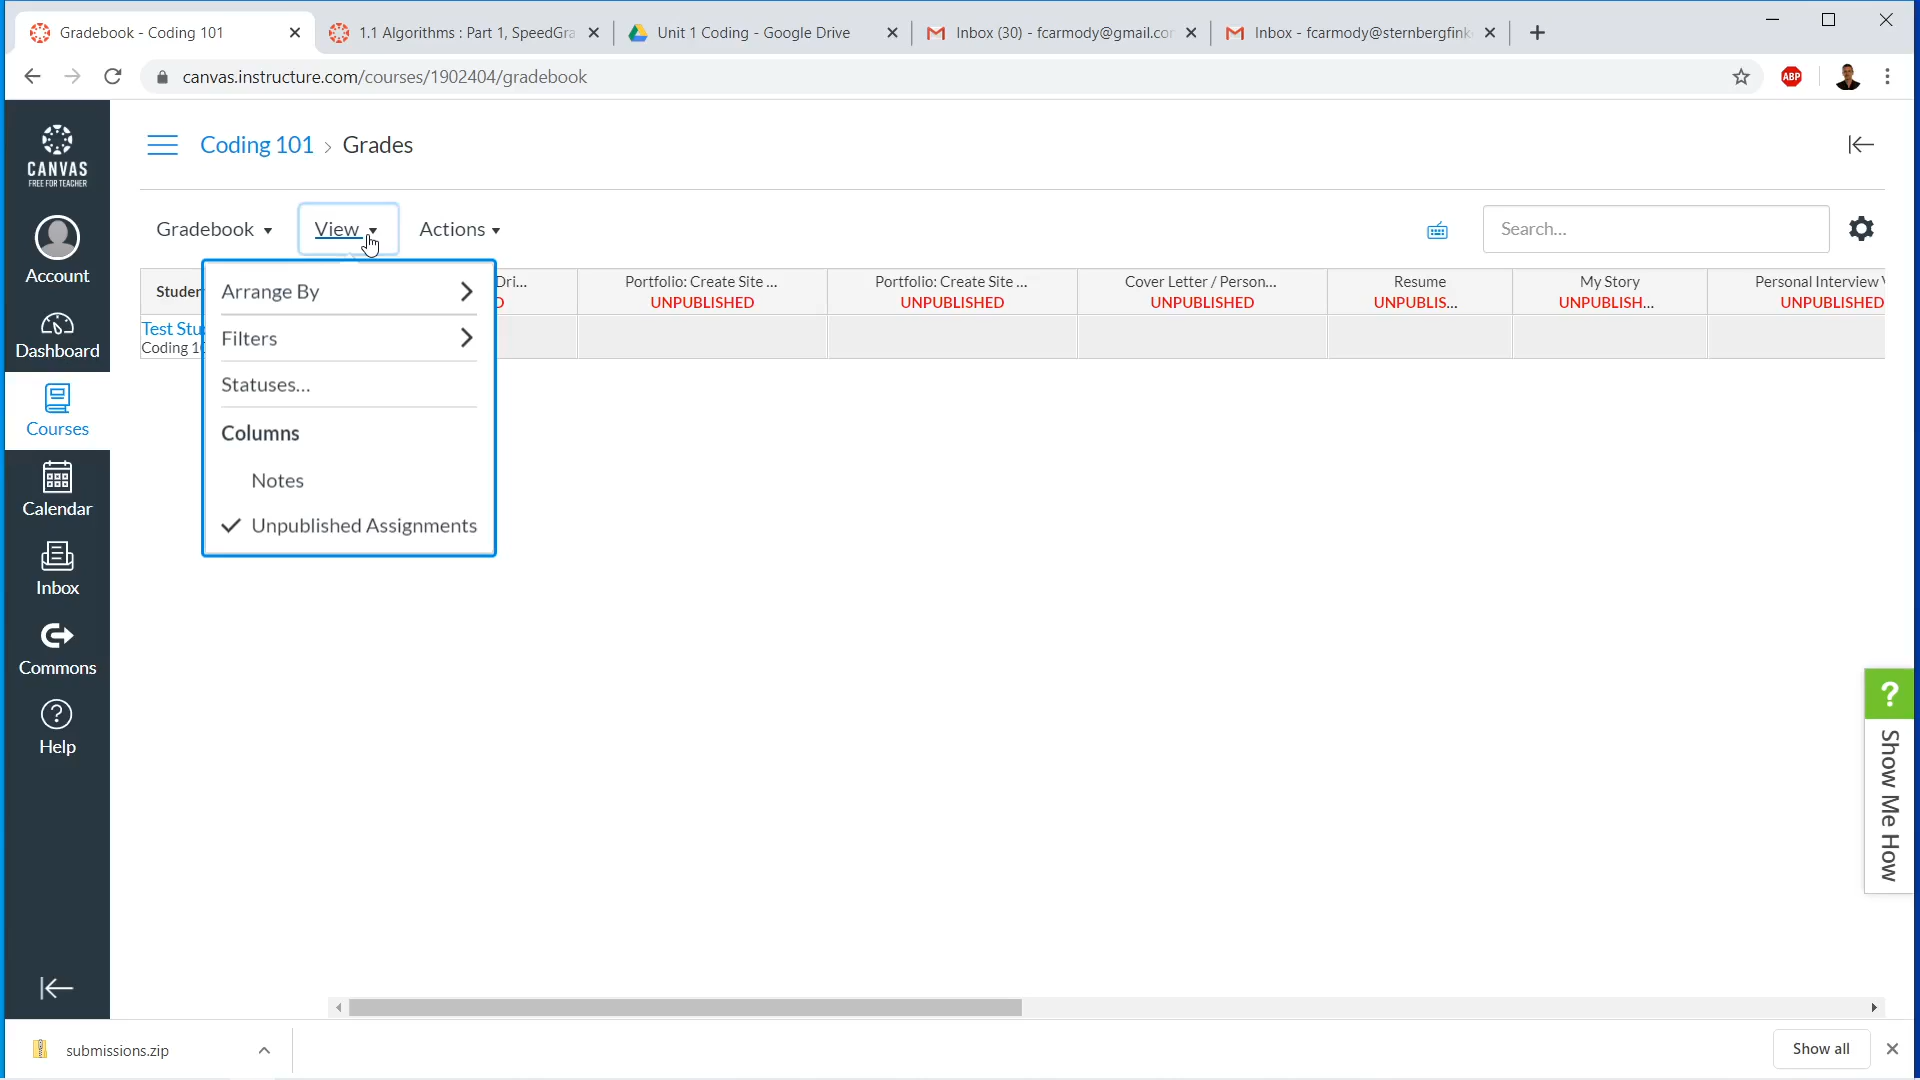 Gradebook - Coding 101
1.1 Algorithms : Part 1, SpeedGra
Unit 1 Coding - Google Drive
Inbox (30) - fcarmody@gmail.co
Inbox - fcarmody@sternbergfink
canvas.instructure.com/courses/1902404/gradebook
ABP
CANVAS
FREE FOR TEACHER
Account
Dashboard
Courses
Calendar
Inbox
Commons
Help
Coding 101 › Grades
Gradebook
View
Actions
Search...
Studen
Dri...
D
Portfolio: Create Site ...
UNPUBLISHED
Portfolio: Create Site ...
UNPUBLISHED
Cover Letter / Person...
UNPUBLISHED
Resume
UNPUBLIS...
My Story
UNPUBLISH...
Personal Interview
UNPUBLISHED
Test Stu
Coding 10
Arrange By
Filters
Statuses...
Columns
Notes
Unpublished Assignments
?
Show Me How
submissions.zip
Show all